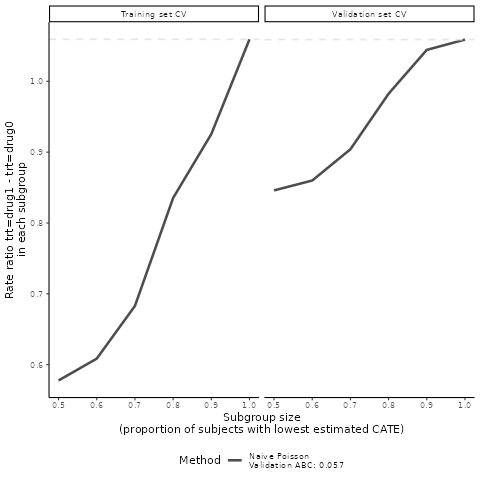 Training set CV
Validation set CV
Rate ratio trt=drug1 - trt=drug0
in each subgroup
1.0
0.9
0.8
0.7
0.6
0.5 0.6 0.7 0.8 0.9 1.0
0.5 0.6 0.7 0.8 0.9 1.0
Subgroup size
(proportion of subjects with lowest estimated CATE)
Method
Naive Poisson
Validation ABC: 0.057